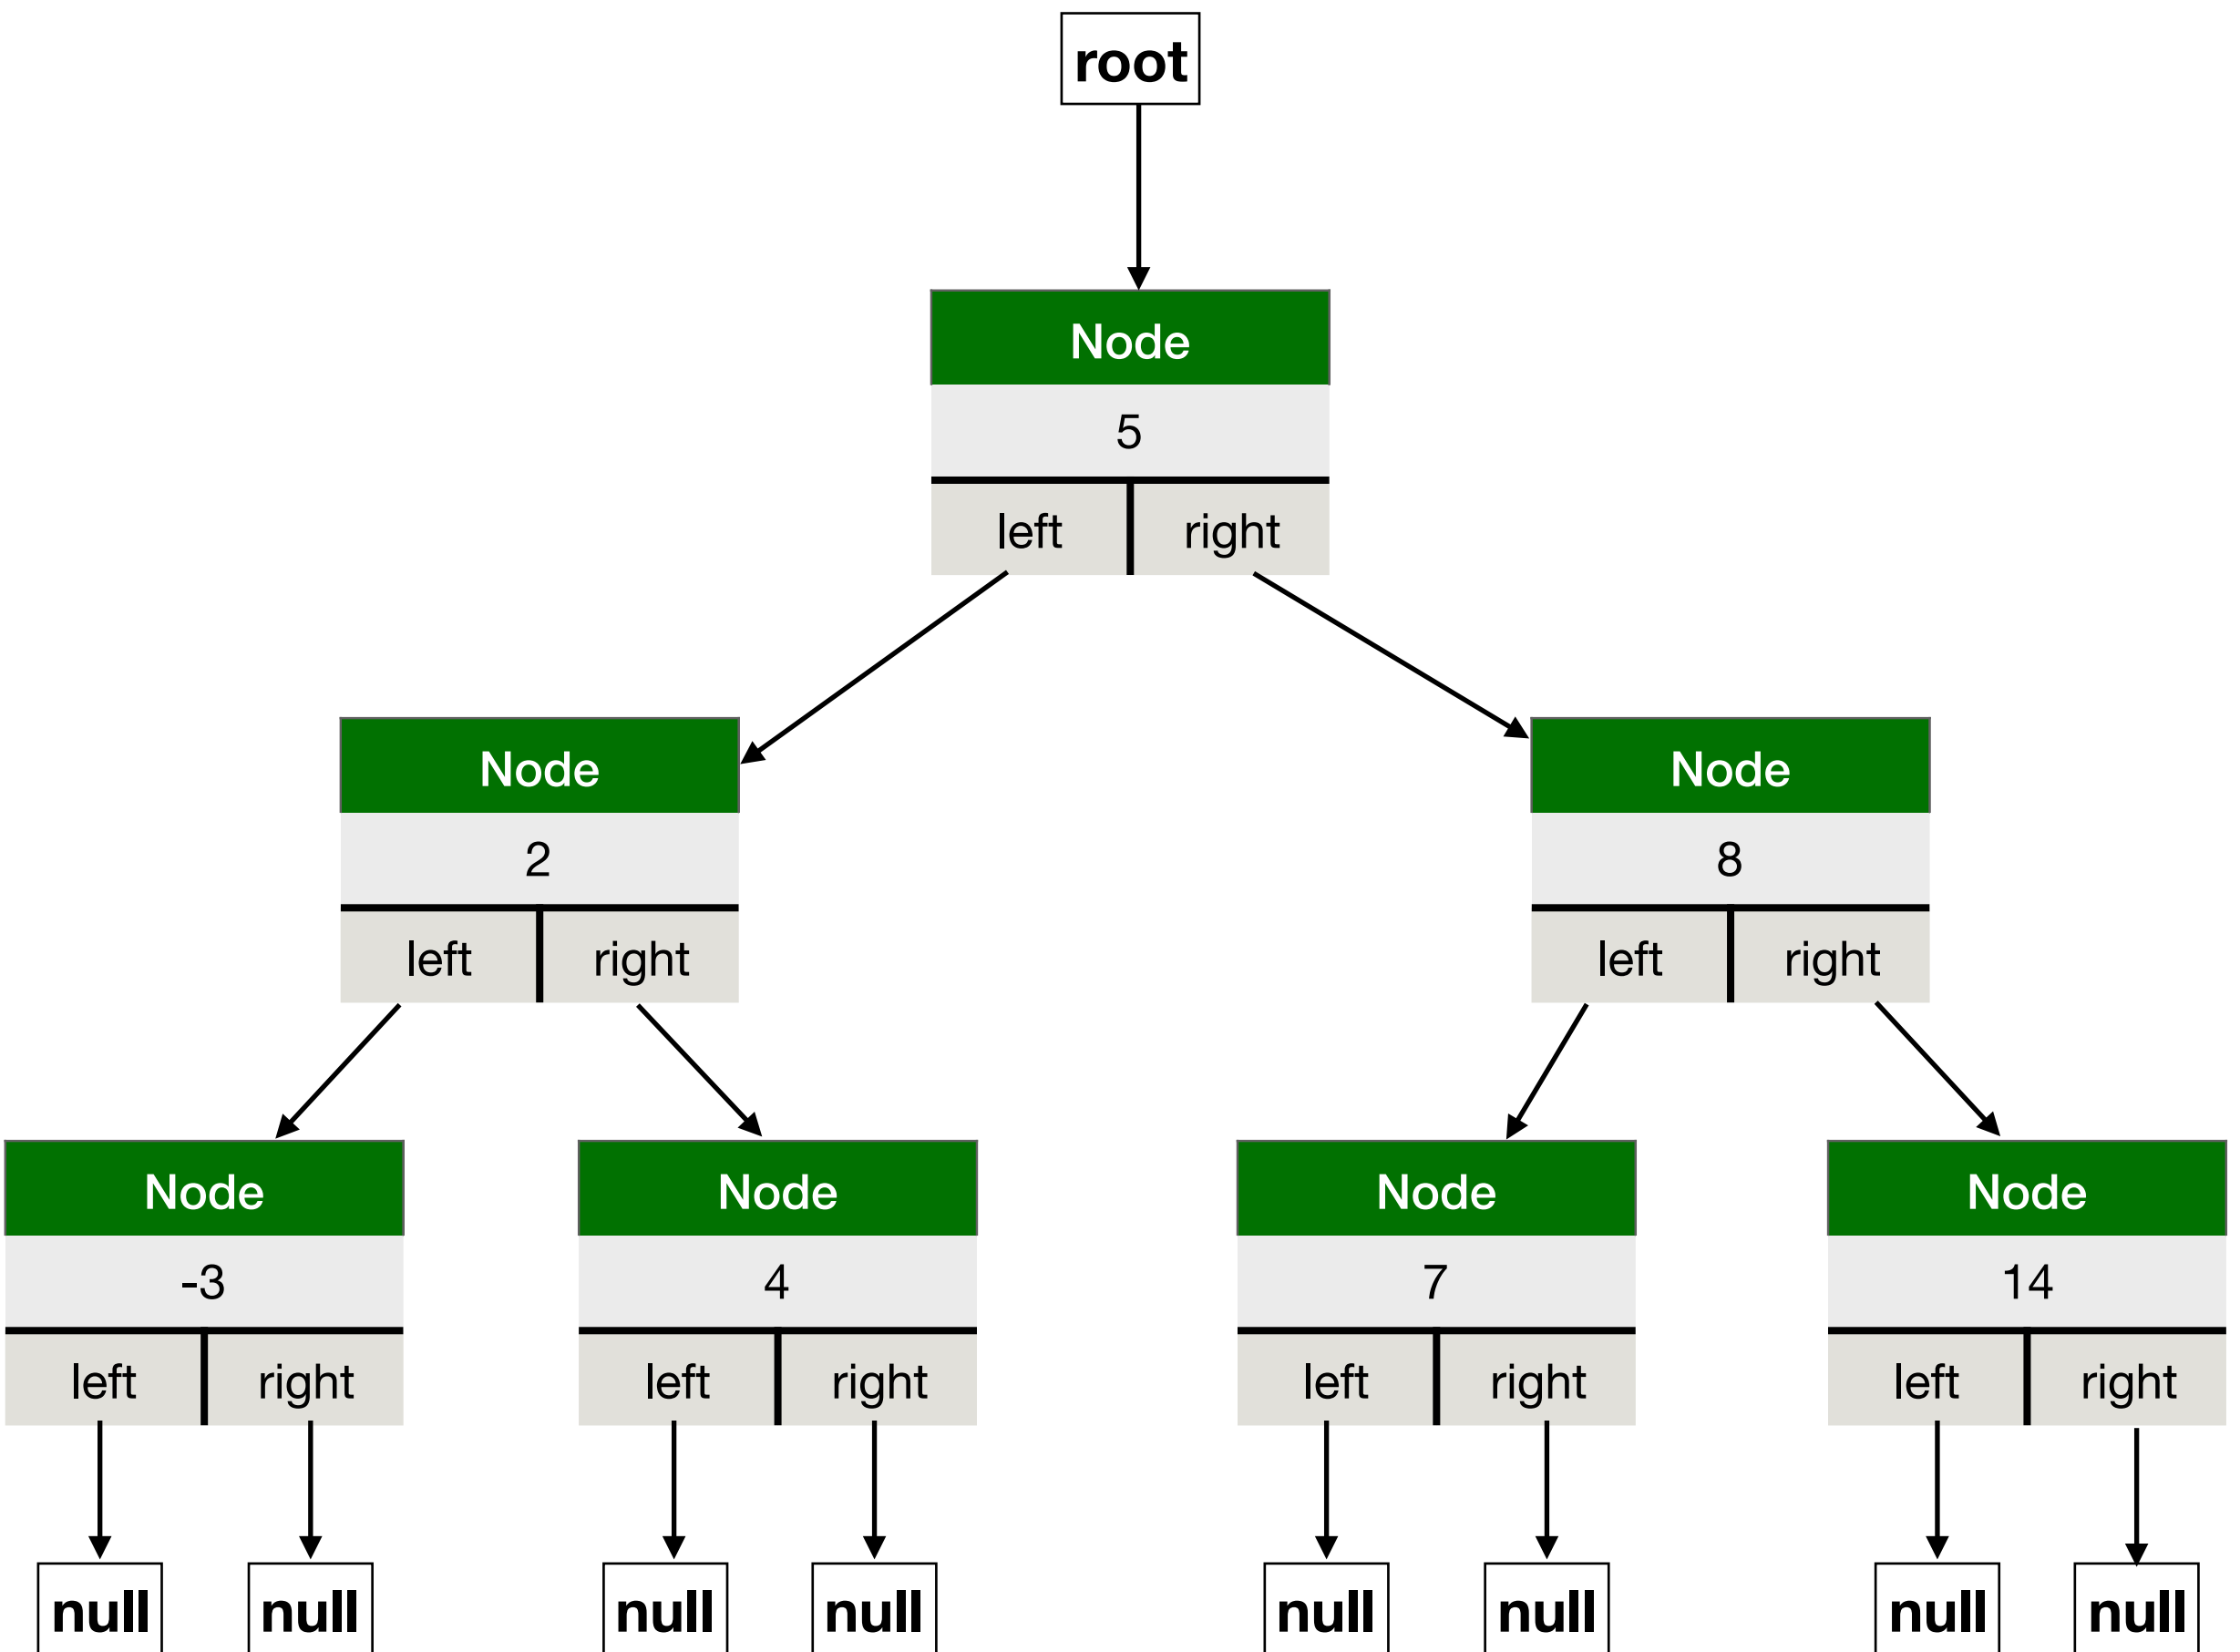 root
Node
5
left right
Node Node
2 8
left right left right
Node Node Node Node
-3 4 7 14
left right left right left right left right
null null null null null null null null